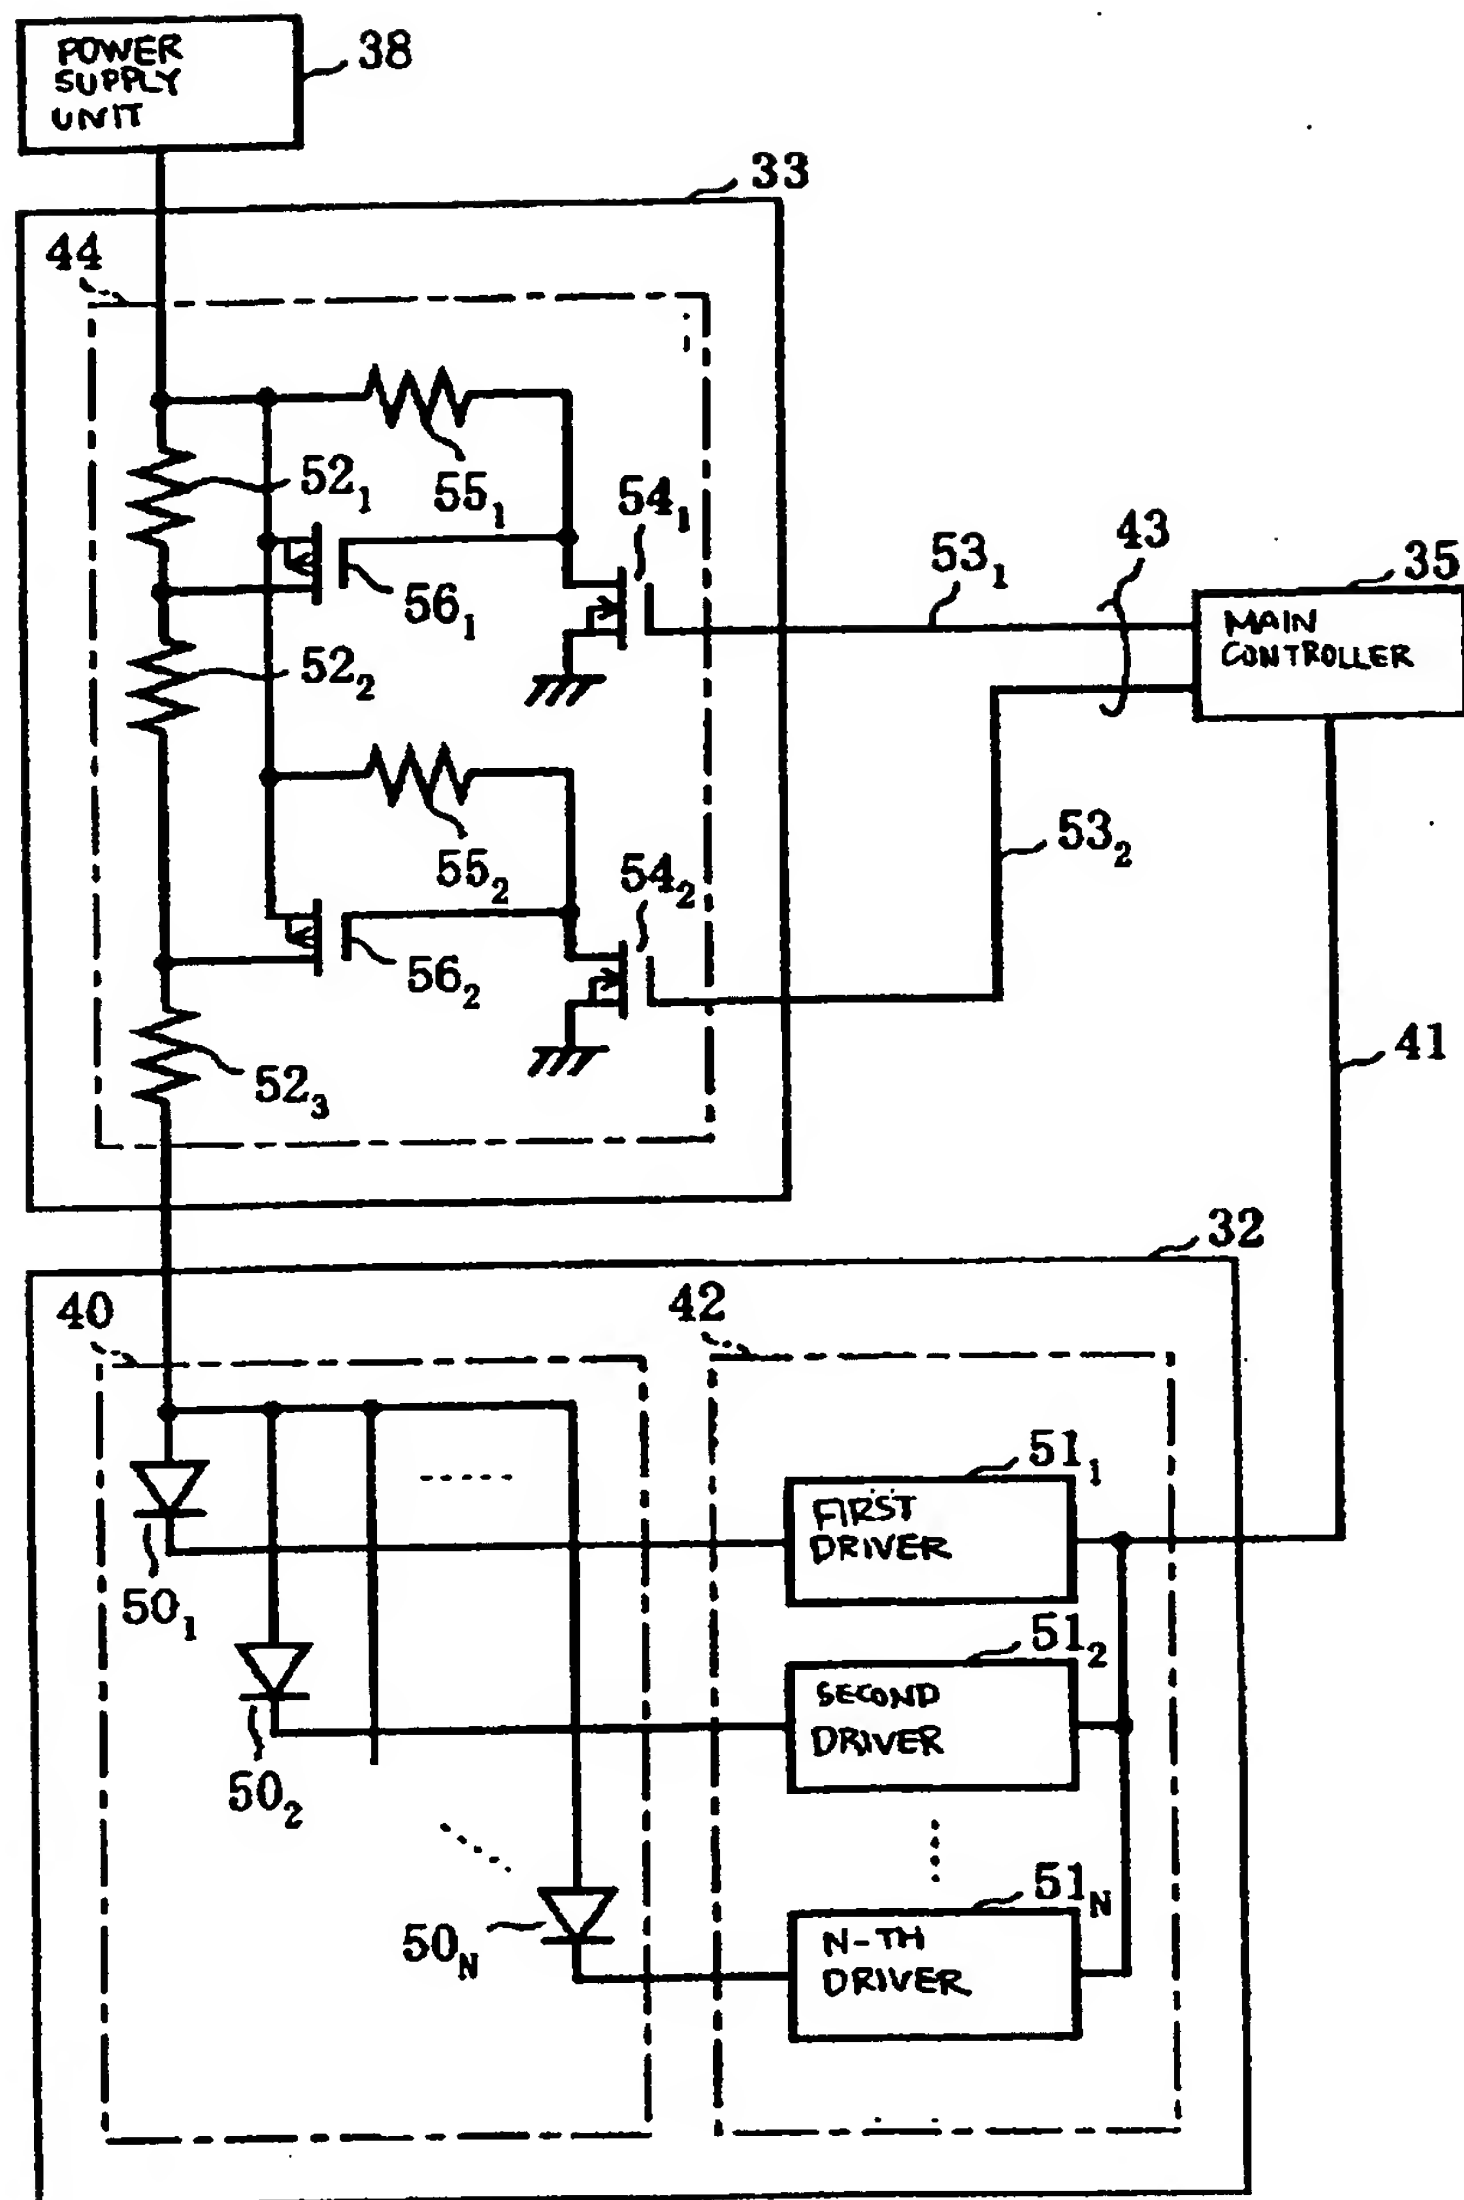 POWER
SUPPLY
UNIT
38
33
44
52₁
55₁
54₁
56₁
53₁
43
35
MAIN
CONTROLLER
52₂
53₂
55₂
54₂
56₂
52₃
41
32
40
42
51₁
FIRST
DRIVER
50₁
51₂
SECOND
DRIVER
50₂
51N
50N
N-TH
DRIVER